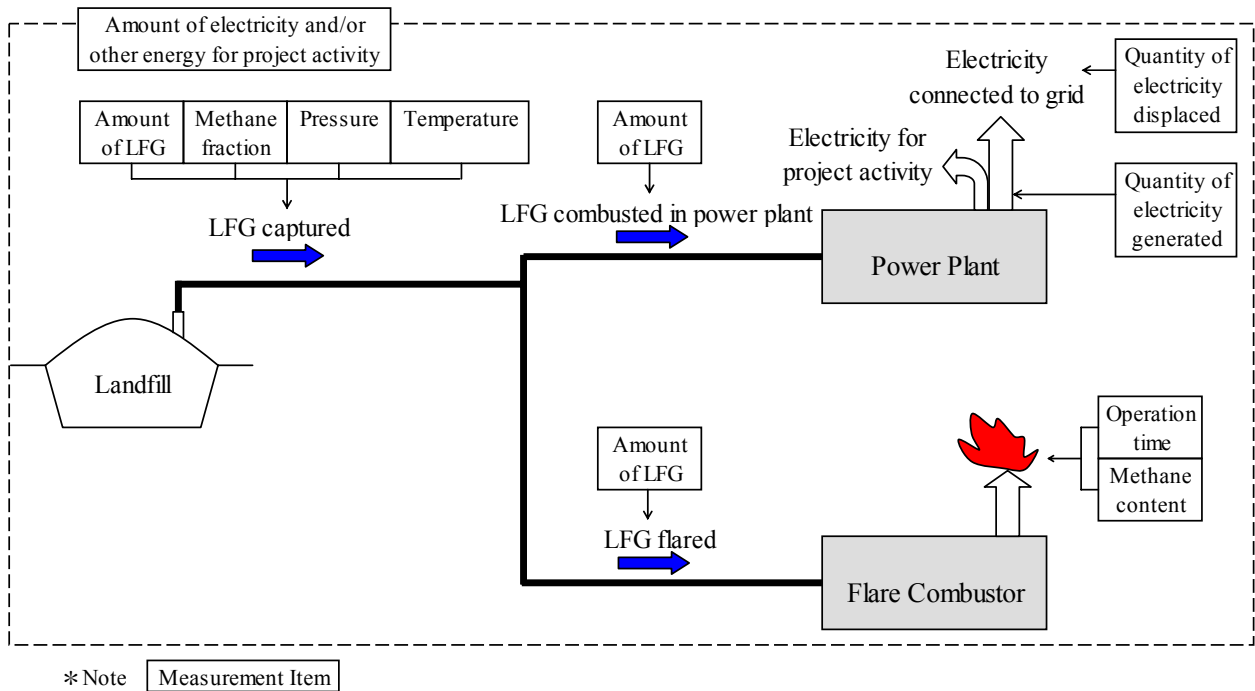 Amount of electricity and/or
other energy for project activity
Amount
of LFG
Methane
fraction
Pressure
Temperature
LFG captured
Amount
of LFG
LFG combusted in power plant
Electricity
connected to grid
Quantity of
electricity
displaced
Electricity for
project activity
Quantity of
electricity
generated
Power Plant
Landfill
Amount
of LFG
LFG flared
Operation
time
Methane
content
Flare Combustor
* Note
Measurement Item